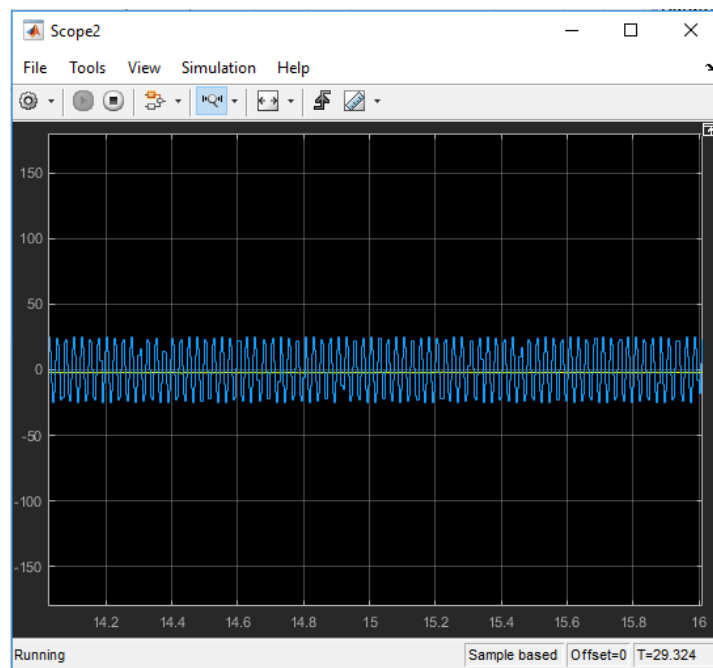 Scope2
File Tools View Simulation Help
150
100
50
0
-50
-100
-150
14.2 14.4 14.6 14.8 15 15.2 15.4 15.6 15.8 16
Running Sample based Offset=0 T=29.324